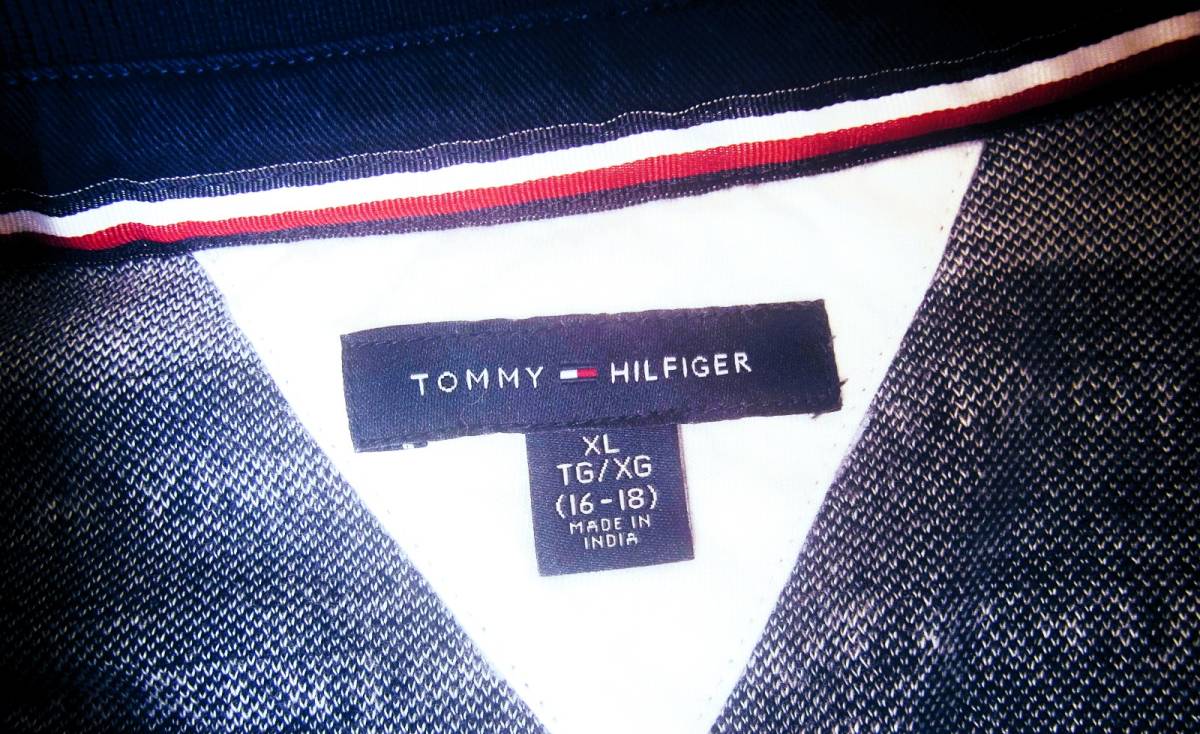 TOMMY HILFIGER
XL
TG/XG
(16-18)
MADE IN
INDIA